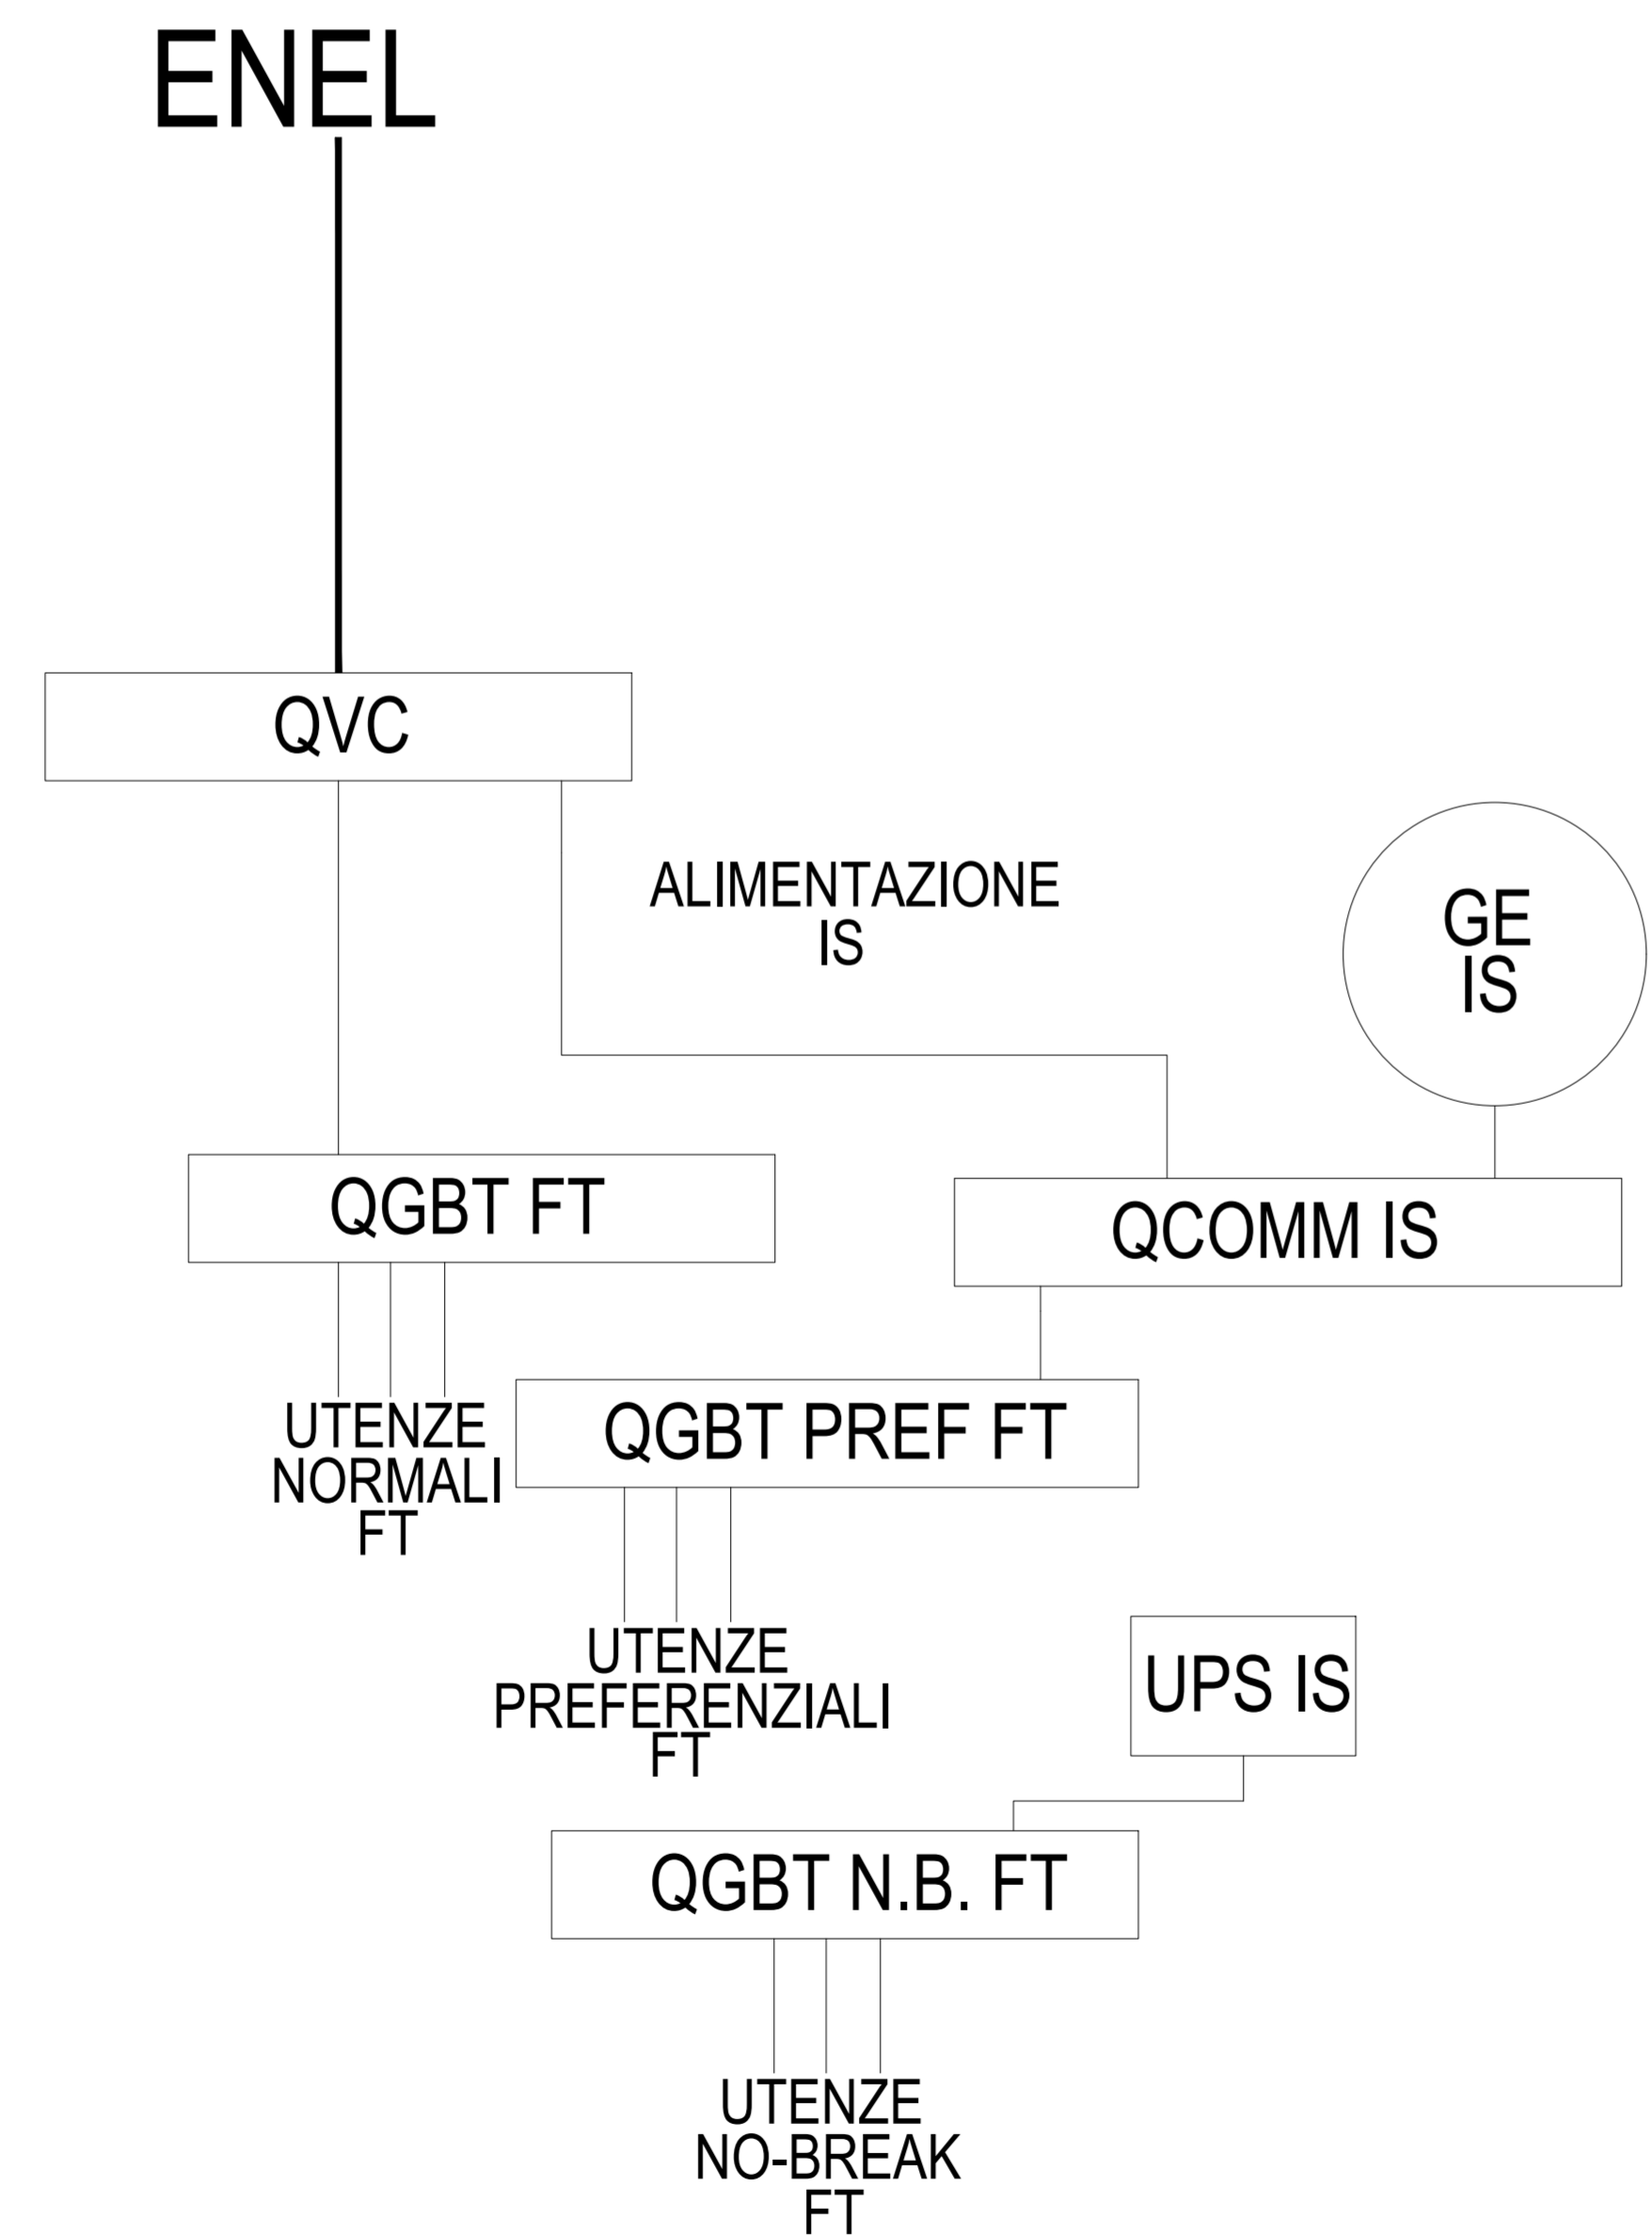 ENEL
QVC
ALIMENTAZIONE
IS
GE
IS
QGBT FT
QCOMM IS
UTENZE
NORMALI
FT
QGBT PREF FT
UTENZE
PREFERENZIALI
FT
UPS IS
QGBT N.B. FT
UTENZE
NO-BREAK
FT